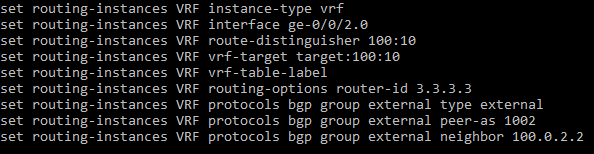 set routing-instances VRF instance-type vrf
set routing-instances VRF interface ge-0/0/2.0
set routing-instances VRF route-distinguisher 100:10
set routing-instances VRF vrf-target target:100:10
set routing-instances VRF vrf-table-label
set routing-instances VRF routing-options router-id 3.3.3.3
set routing-instances VRF protocols bgp group external type external
set routing-instances VRF protocols bgp group external peer-as 1002
set routing-instances VRF protocols bgp group external neighbor 100.0.2.2